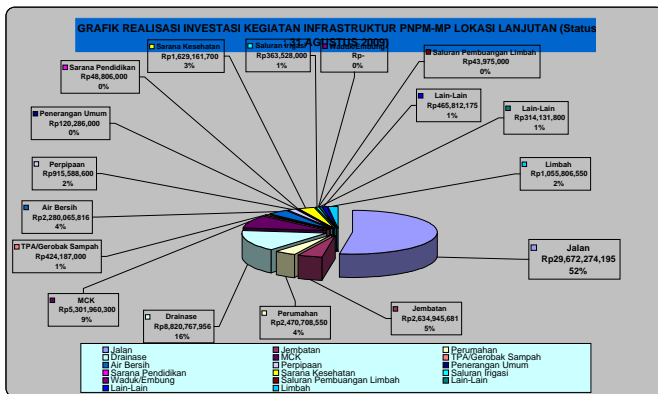 GRAFIK REALISASI INVESTASI KEGIATAN INFRASTRUKTUR PNPM-MP LOKASI LANJUTAN (Status
31 AGUSTUS 2009)
Sarana Kesehatan
Rp1,629,161,700
3%
Saluran Irigasi
Rp363,528,000
1%
Waduk/Embung
Rp-
0%
Saluran Pembuangan Limbah
Rp43,975,000
0%
Sarana Pendidikan
Rp48,806,000
0%
Lain-Lain
Rp465,812,175
1%
Lain-Lain
Rp314,131,800
1%
Penerangan Umum
Rp120,286,000
0%
Perpipaan
Rp915,588,600
2%
Limbah
Rp1,055,806,550
2%
Air Bersih
Rp2,280,065,816
4%
TPA/Gerobak Sampah
Rp424,187,000
1%
Jalan
Rp29,672,274,195
52%
MCK
Rp5,301,960,300
9%
Drainase
Rp8,820,767,956
16%
Perumahan
Rp2,470,708,550
4%
Jembatan
Rp2,634,945,681
5%
Jalan Jembatan Perumahan
Drainase MCK TPA/Gerobak Sampah
Air Bersih Perpipaan Penerangan Umum
Sarana Pendidikan Sarana Kesehatan Saluran Irigasi
Waduk/Embung Saluran Pembuangan Limbah Lain-Lain
Lain-Lain Limbah